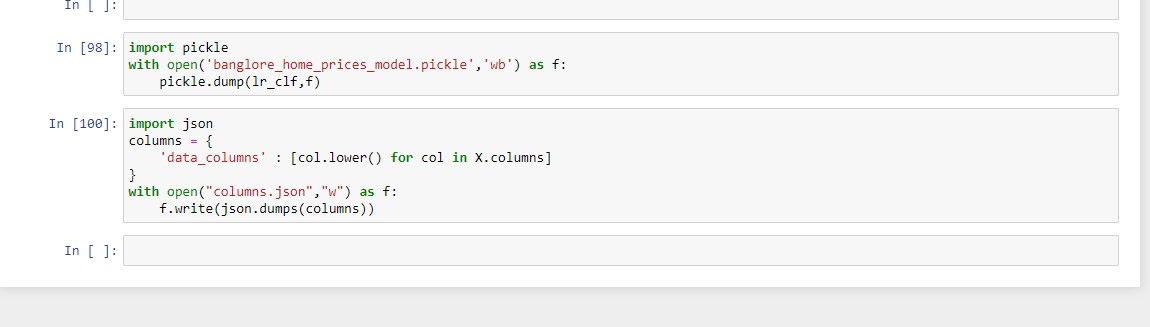 In [ ]:
In [98]: import pickle
with open('banglore_home_prices_model.pickle','wb') as f:
    pickle.dump(lr_clf,f)
In [100]: import json
columns = {
    'data_columns' : [col.lower() for col in X.columns]
}
with open("columns.json","w") as f:
    f.write(json.dumps(columns))
In [ ]: